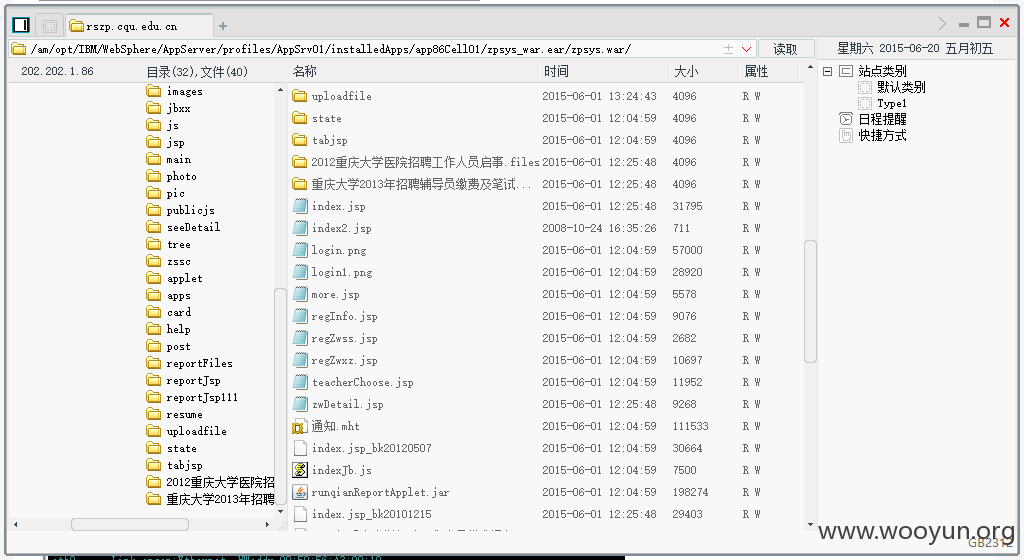 rszp.cqu.edu.cn
/am/opt/IBM/WebSphere/AppServer/profiles/AppSrv01/installedApps/app86Cell01/zpsys_war.ear/zpsys.war/
读取
星期六 2015-06-20 五月初五
202.202.1.86
目录(32),文件(40)
名称 时间 大小 属性
images
jbxx
js
jsp
main
photo
pic
publicjs
seeDetail
tree
zssc
applet
apps
card
help
post
reportFiles
reportJsp
reportJsp111
resume
uploadfile
state
tabjsp
2012重庆大学医院招
重庆大学2013年招聘
uploadfile 2015-06-01 13:24:43 4096 R W
state 2015-06-01 12:04:59 4096 R W
tabjsp 2015-06-01 12:04:59 4096 R W
2012重庆大学医院招聘工作人员启事.files 2015-06-01 12:25:48 4096 R W
重庆大学2013年招聘辅导员缴费及笔试... 2015-06-01 12:25:48 4096 R W
index.jsp 2015-06-01 12:25:48 31795 R W
index2.jsp 2008-10-24 16:35:26 711 R W
login.png 2015-06-01 12:04:59 57000 R W
login1.png 2015-06-01 12:04:59 28920 R W
more.jsp 2015-06-01 12:04:59 5578 R W
regInfo.jsp 2015-06-01 12:04:59 9076 R W
regZwss.jsp 2015-06-01 12:04:59 2682 R W
regZwxz.jsp 2015-06-01 12:04:59 10697 R W
teacherChoose.jsp 2015-06-01 12:04:59 11952 R W
zwDetail.jsp 2015-06-01 12:25:48 9268 R W
通知.mht 2015-06-01 12:04:59 111533 R W
index.jsp_bk20120507 2015-06-01 12:04:59 30664 R W
indexJb.js 2015-06-01 12:04:59 7500 R W
runqianReportApplet.jar 2015-06-01 12:04:59 198274 R W
index.jsp_bk20101215 2015-06-01 12:04:59 29403 R W
站点类别
默认类别
Type1
日程提醒
快捷方式
www.wooyun.org
GB2312